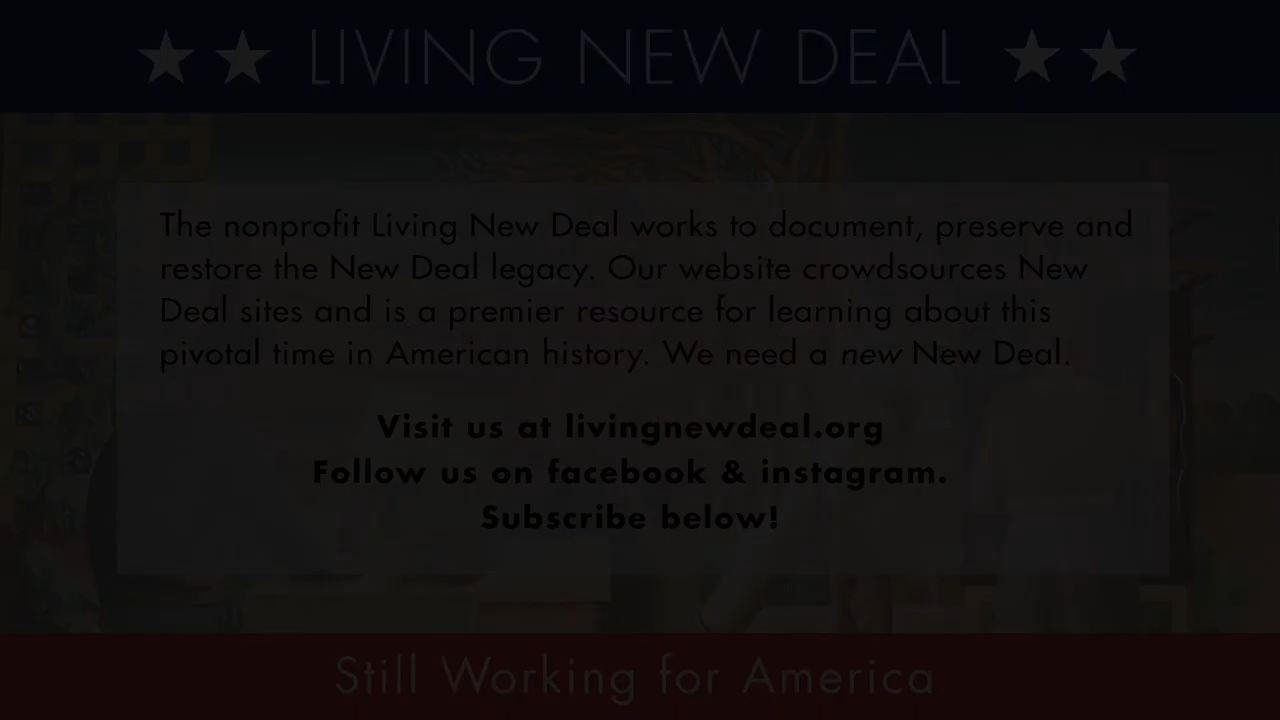 ★ ★ LIVING NEW DEAL ★ ★
The nonprofit Living New Deal works to document, preserve and
restore the New Deal legacy. Our website crowdsources New
Deal sites and is a premier resource for learning about this
pivotal time in American history. We need a new New Deal.
Visit us at livingnewdeal.org
Follow us on facebook & instagram.
Subscribe below!
Still Working for America